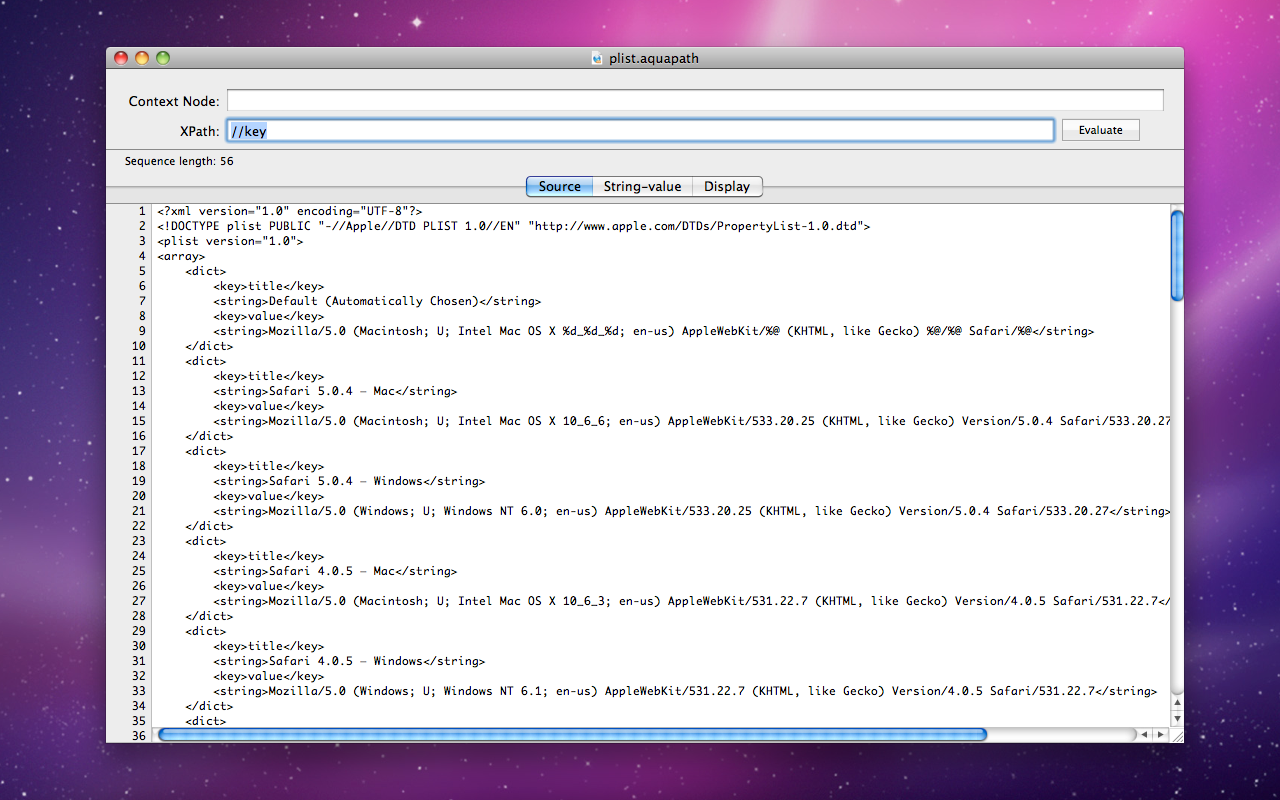 plist.aquapath
Context Node:
XPath: //key Evaluate
Sequence length: 56
Source String-value Display
1 <?xml version="1.0" encoding="UTF-8"?>
2 <!DOCTYPE plist PUBLIC "-//Apple//DTD PLIST 1.0//EN" "http://www.apple.com/DTDs/PropertyList-1.0.dtd">
3 <plist version="1.0">
4 <array>
5 <dict>
6 <key>title</key>
7 <string>Default (Automatically Chosen)</string>
8 <key>value</key>
9 <string>Mozilla/5.0 (Macintosh; U; Intel Mac OS X %d_%d_%d; en-us) AppleWebKit/%@ (KHTML, like Gecko) %@/%@ Safari/%@</string>
10 </dict>
11 <dict>
12 <key>title</key>
13 <string>Safari 5.0.4 — Mac</string>
14 <key>value</key>
15 <string>Mozilla/5.0 (Macintosh; U; Intel Mac OS X 10_6_6; en-us) AppleWebKit/533.20.25 (KHTML, like Gecko) Version/5.0.4 Safari/533.20.27
16 </dict>
17 <dict>
18 <key>title</key>
19 <string>Safari 5.0.4 — Windows</string>
20 <key>value</key>
21 <string>Mozilla/5.0 (Windows; U; Windows NT 6.0; en-us) AppleWebKit/533.20.25 (KHTML, like Gecko) Version/5.0.4 Safari/533.20.27</string>
22 </dict>
23 <dict>
24 <key>title</key>
25 <string>Safari 4.0.5 — Mac</string>
26 <key>value</key>
27 <string>Mozilla/5.0 (Macintosh; U; Intel Mac OS X 10_6_3; en-us) AppleWebKit/531.22.7 (KHTML, like Gecko) Version/4.0.5 Safari/531.22.7</
28 </dict>
29 <dict>
30 <key>title</key>
31 <string>Safari 4.0.5 — Windows</string>
32 <key>value</key>
33 <string>Mozilla/5.0 (Windows; U; Windows NT 6.1; en-us) AppleWebKit/531.22.7 (KHTML, like Gecko) Version/4.0.5 Safari/531.22.7</string>
34 </dict>
35 <dict>
36